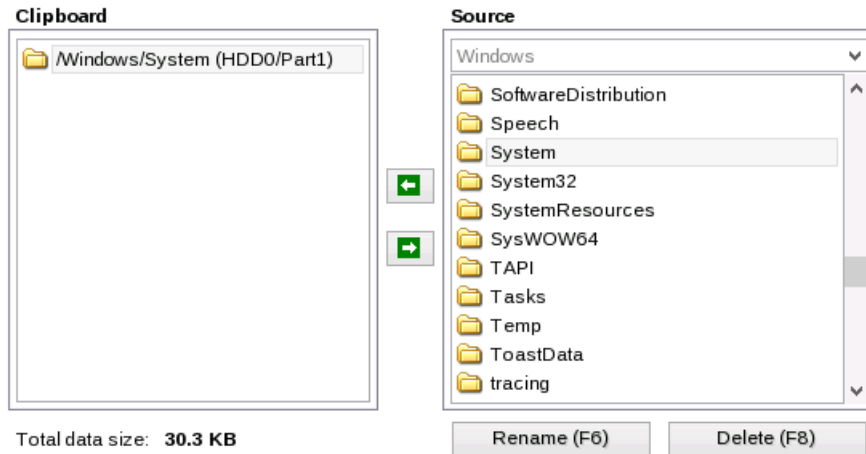 Clipboard
/Windows/System (HDD0/Part1)
Total data size: 30.3 KB
Source
Windows
SoftwareDistribution
Speech
System
System32
SystemResources
SysWOW64
TAPI
Tasks
Temp
ToastData
tracing
Rename (F6)
Delete (F8)